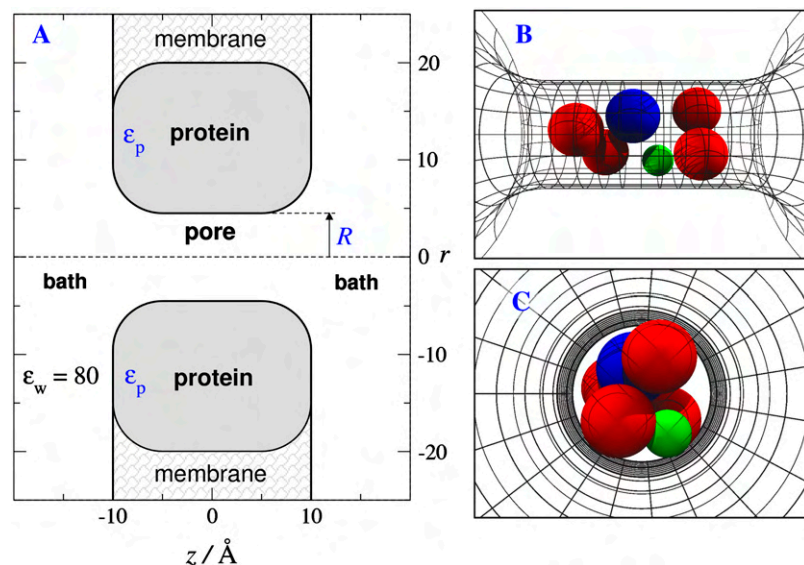 A
membrane
20
εp
protein
10
pore
R
0 r
bath
bath
-10
εw = 80
εp
protein
-20
membrane
-10
0
10
z / Å
B
C